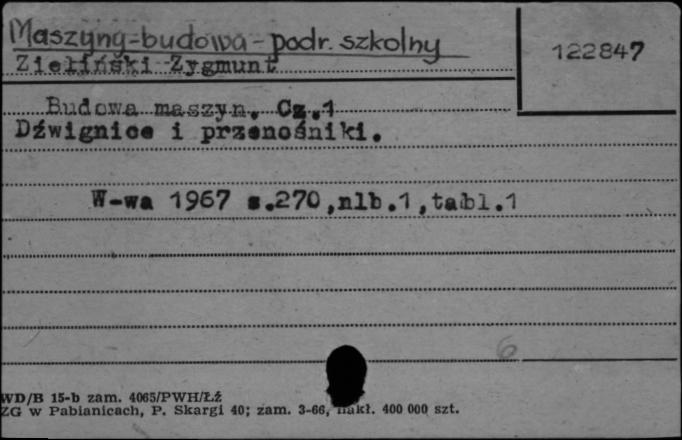 Maszyny-budowa-podr. szkolny
122847
Zieliński Zygmunt
Budowa maszyn. Cz.1
Dźwignice i przenośniki.
W-wa 1967 s.270,nlb.1,tabl.1
6
WD/B 15-b zam. 4065/PWH/Łź
ZG w Pabianicach, P. Skargi 40; zam. 3-66, nakł. 400 000 szt.